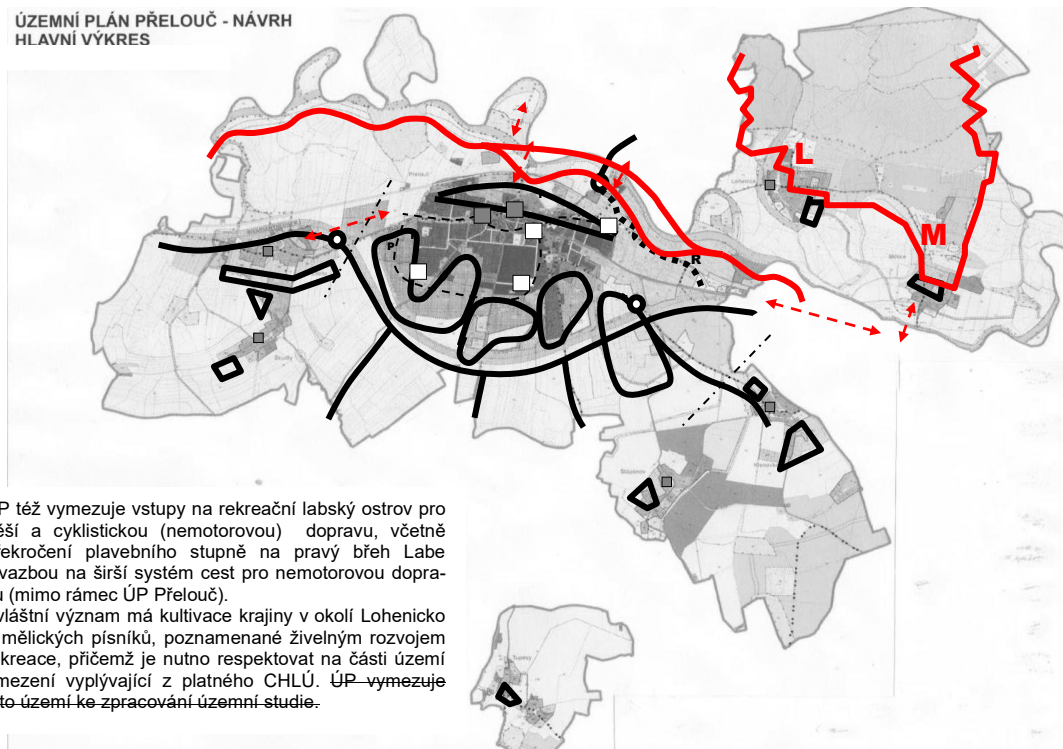 ÚZEMNÍ PLÁN PŘELOUČ - NÁVRH
HLAVNÍ VÝKRES
L
M
P
R
P též vymezuje vstupy na rekreační labský ostrov pro
ěší a cyklistickou (nemotorovou) dopravu, včetně
ekročení plavebního stupně na pravý břeh Labe
vazbou na širší systém cest pro nemotorovou dopra-
u (mimo rámec ÚP Přelouč).
vláštní význam má kultivace krajiny v okolí Lohenicko
mělických písníků, poznamenané živelným rozvojem
kreace, přičemž je nutno respektovat na části území
mezení vyplývající z platného CHLÚ. ÚP vymezuje
to území ke zpracování územní studie.